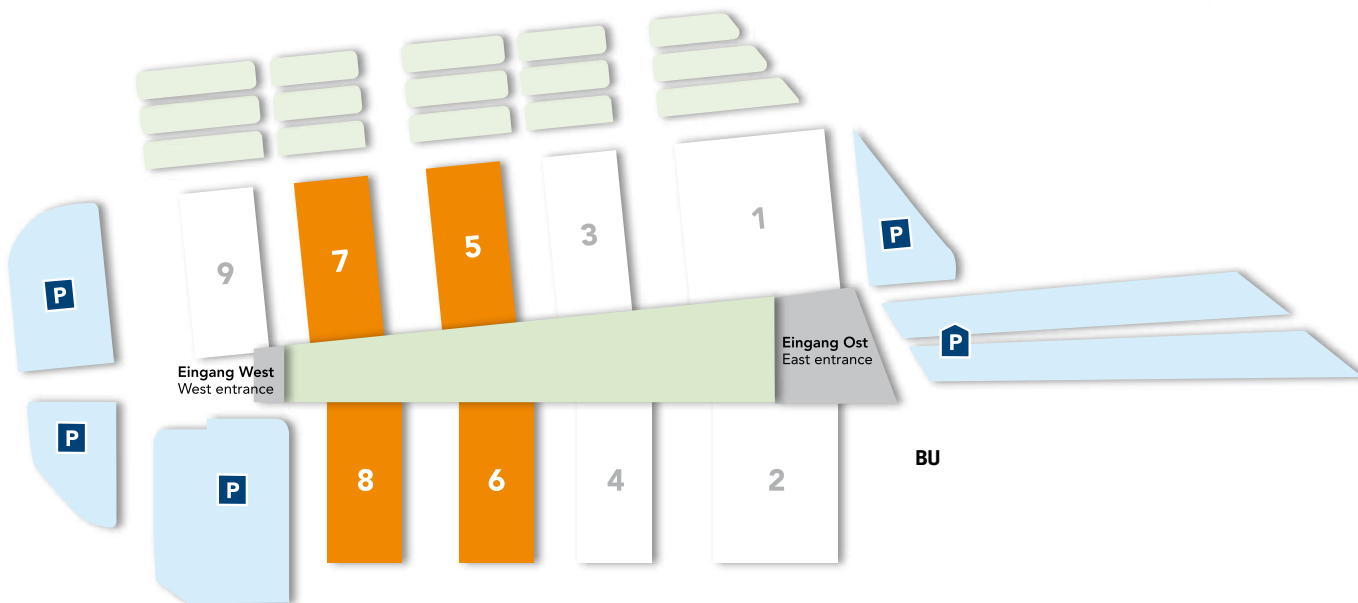 1
3
5
7
9
P
P
Eingang Ost
East entrance
P
Eingang West
West entrance
P
P
8
6
4
2
BU